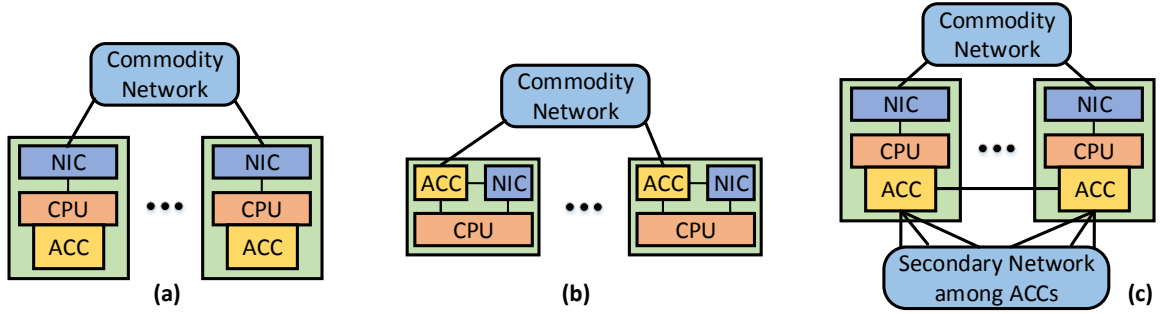 Commodity
Network
NIC
CPU
ACC
NIC
CPU
ACC
(a)
Commodity
Network
ACC
NIC
CPU
ACC
NIC
CPU
(b)
Commodity
Network
NIC
CPU
ACC
NIC
CPU
ACC
Secondary Network
among ACCs
(c)